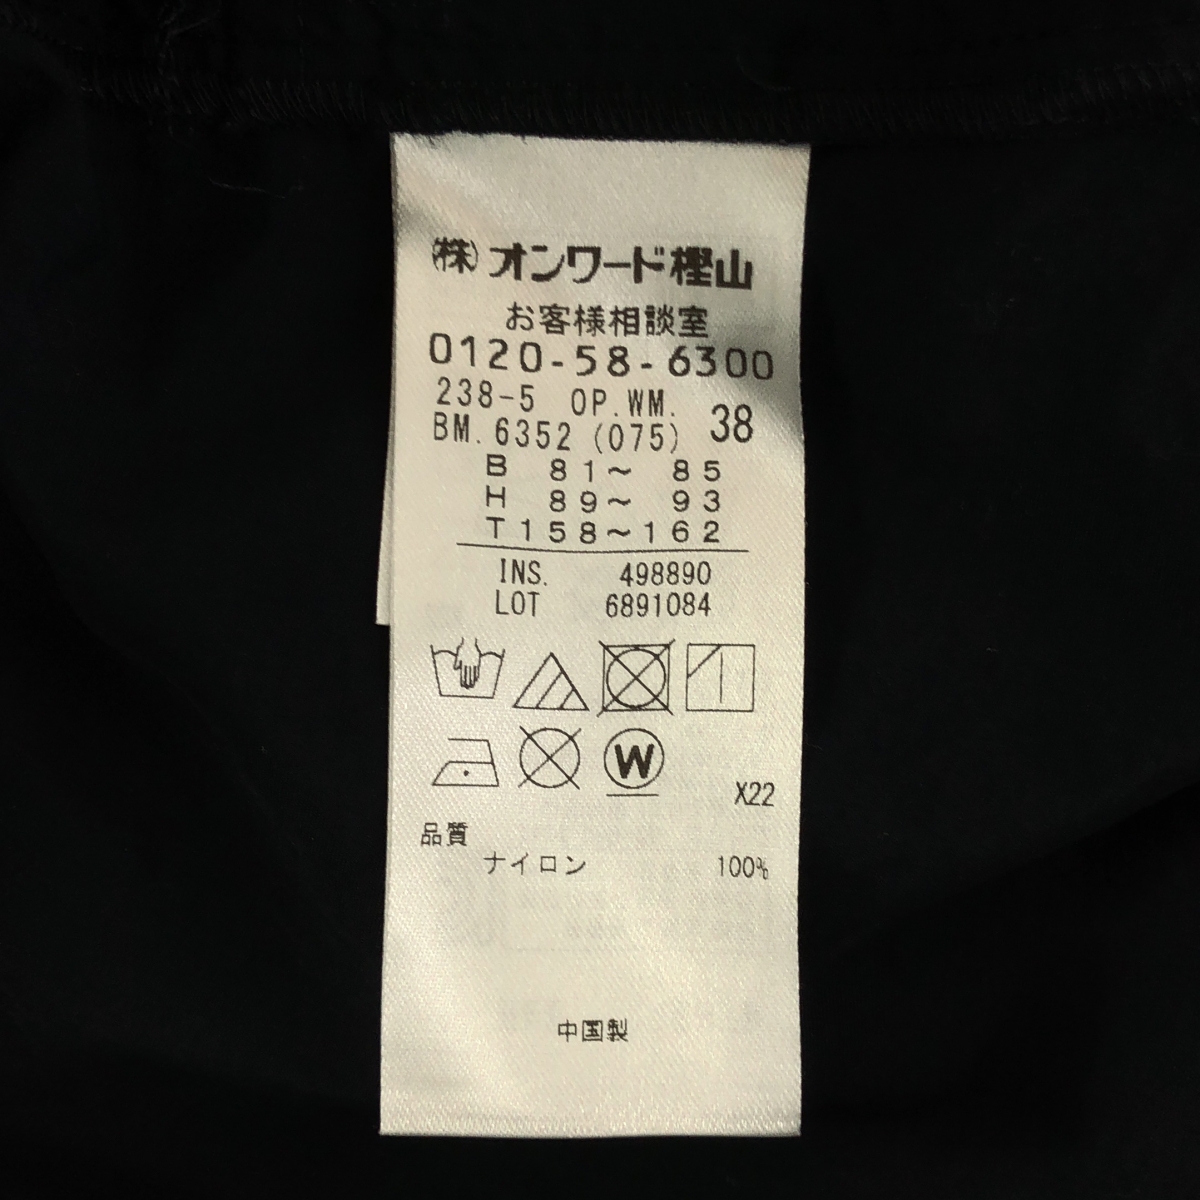 (株)オンワード樫山
お客様相談室
0120-58-6300
238-5 OP.WM. 38
BM.6352 (075)
B 81～ 85
H 89～ 93
T158～162
INS. 498890
LOT 6891084
W
X22
品質
ナイロン 100%
中国製